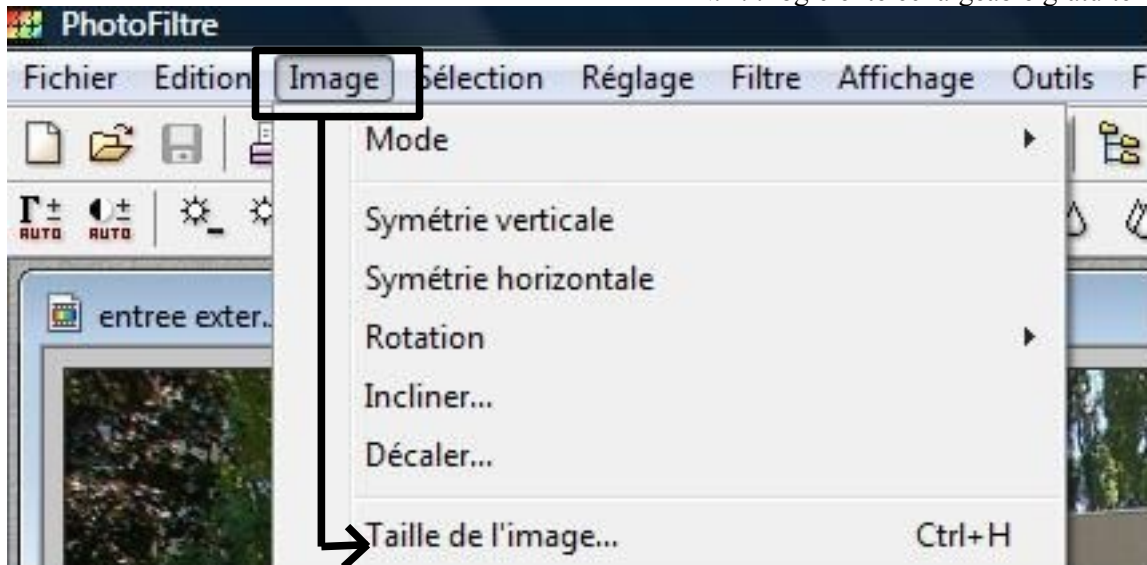 PhotoFiltre
Fichier Edition Image Sélection Réglage Filtre Affichage Outils F
Mode
AUTO AUTO
Symétrie verticale
Symétrie horizontale
entree exter..
Rotation
Incliner...
Décaler...
Taille de l'image... Ctrl+H